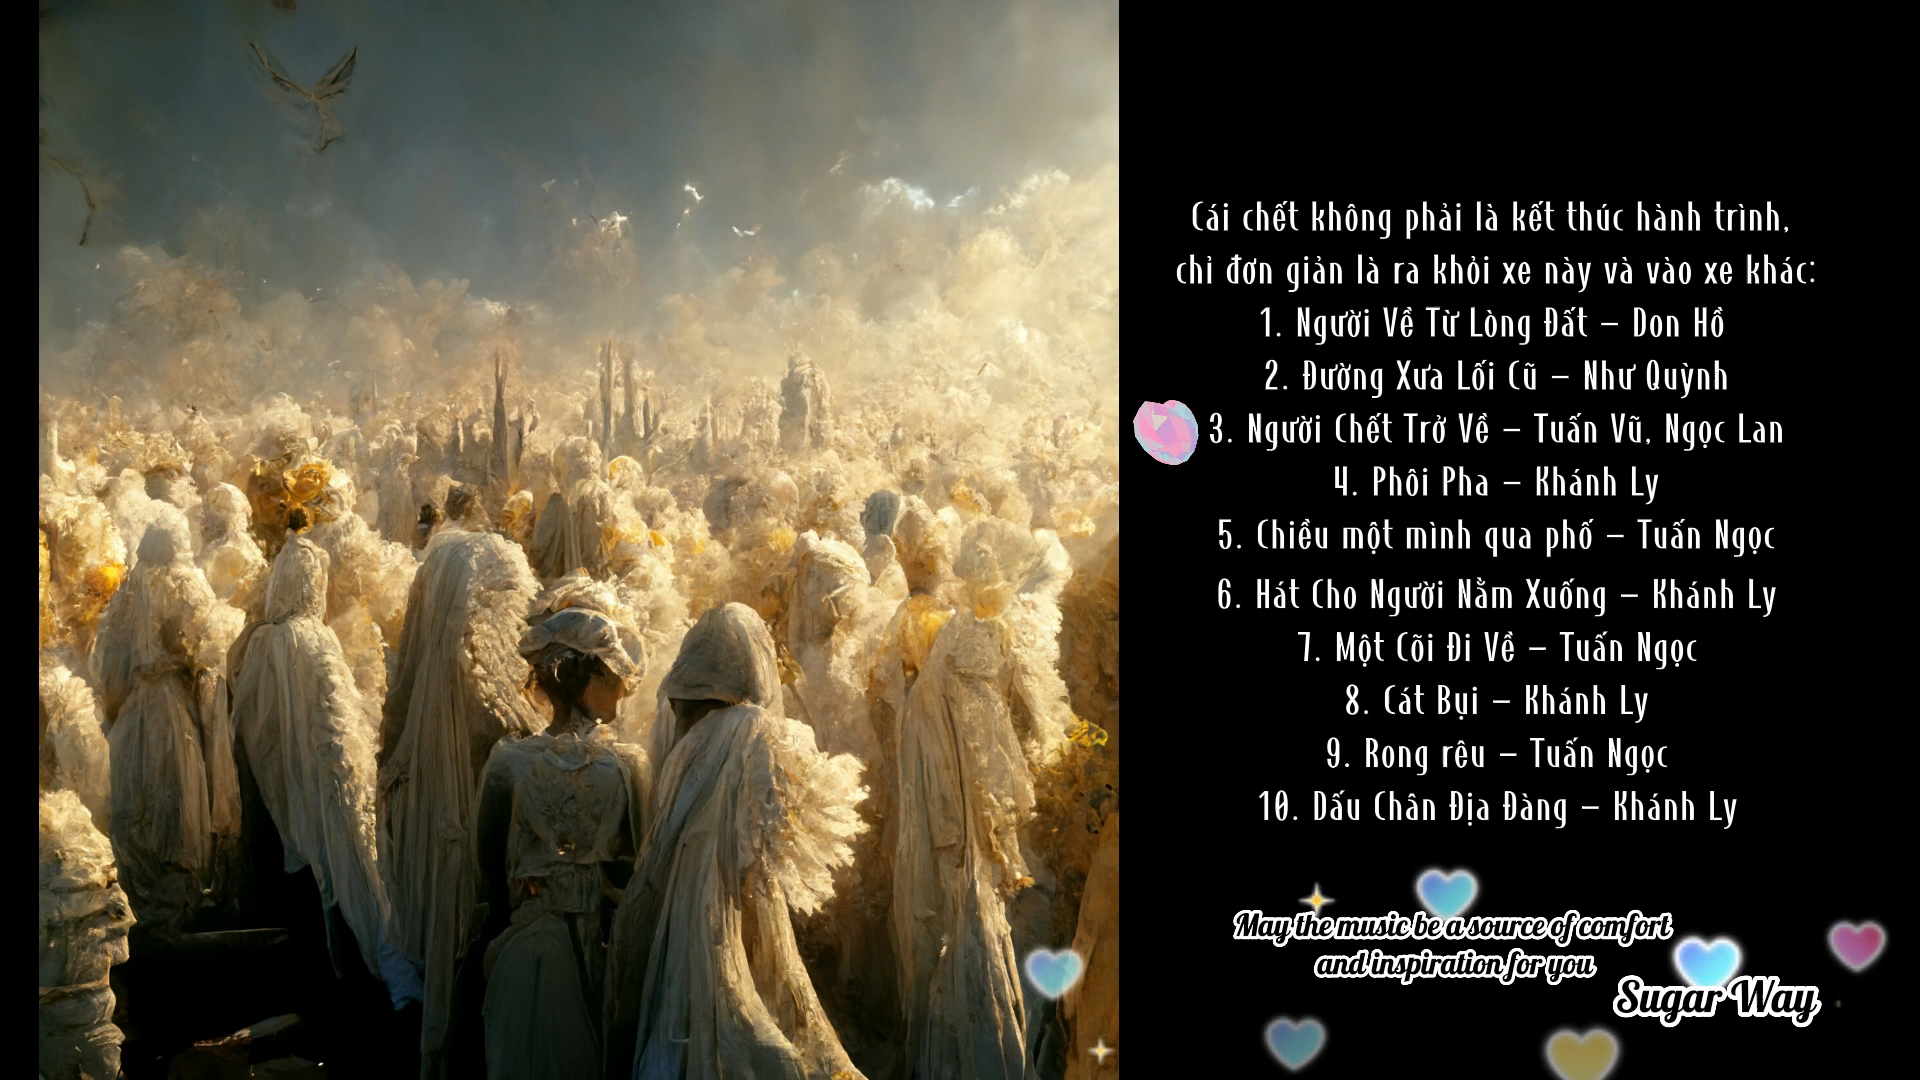 Cái chết không phải là kết thúc hành trình,
chỉ đơn giản là ra khỏi xe này và vào xe khác:
1. Người Về Từ Lòng Đất – Don Hồ
2. Đường Xưa Lối Cũ – Như Quỳnh
3. Người Chết Trở Về – Tuấn Vũ, Ngọc Lan
4. Phôi Pha – Khánh Ly
5. Chiều một mình qua phố – Tuấn Ngọc
6. Hát Cho Người Nằm Xuống – Khánh Ly
7. Một Cõi Đi Về – Tuấn Ngọc
8. Cát Bụi – Khánh Ly
9. Rong rêu – Tuấn Ngọc
10. Dấu Chân Địa Đàng – Khánh Ly
May the music be a source of comfort
and inspiration for you
Sugar Way